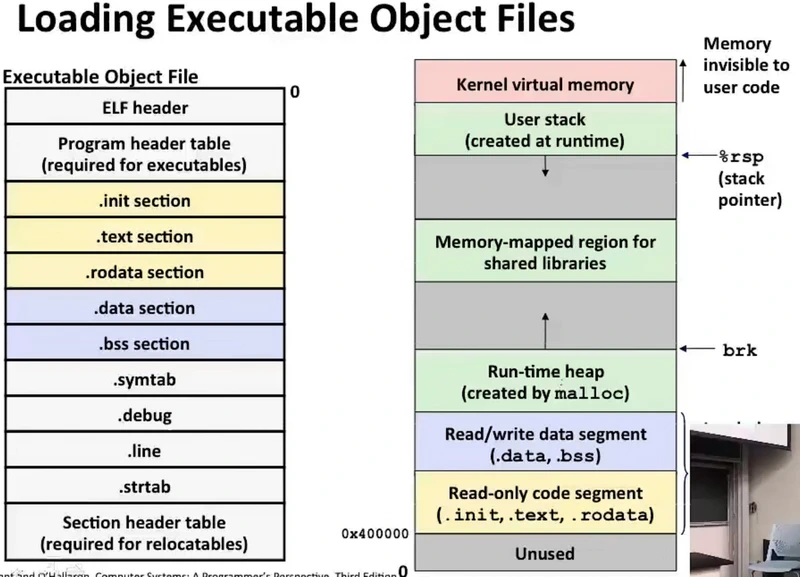 Loading Executable Object Files
Executable Object File
0
ELF header
Program header table
(required for executables)
.init section
.text section
.rodata section
.data section
.bss section
.symtab
.debug
.line
.strtab
Section header table
(required for relocatables)
Kernel virtual memory
Memory
invisible to
user code
User stack
(created at runtime)
%rsp
(stack
pointer)
Memory-mapped region for
shared libraries
brk
Run-time heap
(created by malloc)
Read/write data segment
(.data, .bss)
Read-only code segment
(.init, .text, .rodata)
0x400000
Unused
0
and O'Hallaron, Computer Systems: A Programmer's Perspective, Third Edition